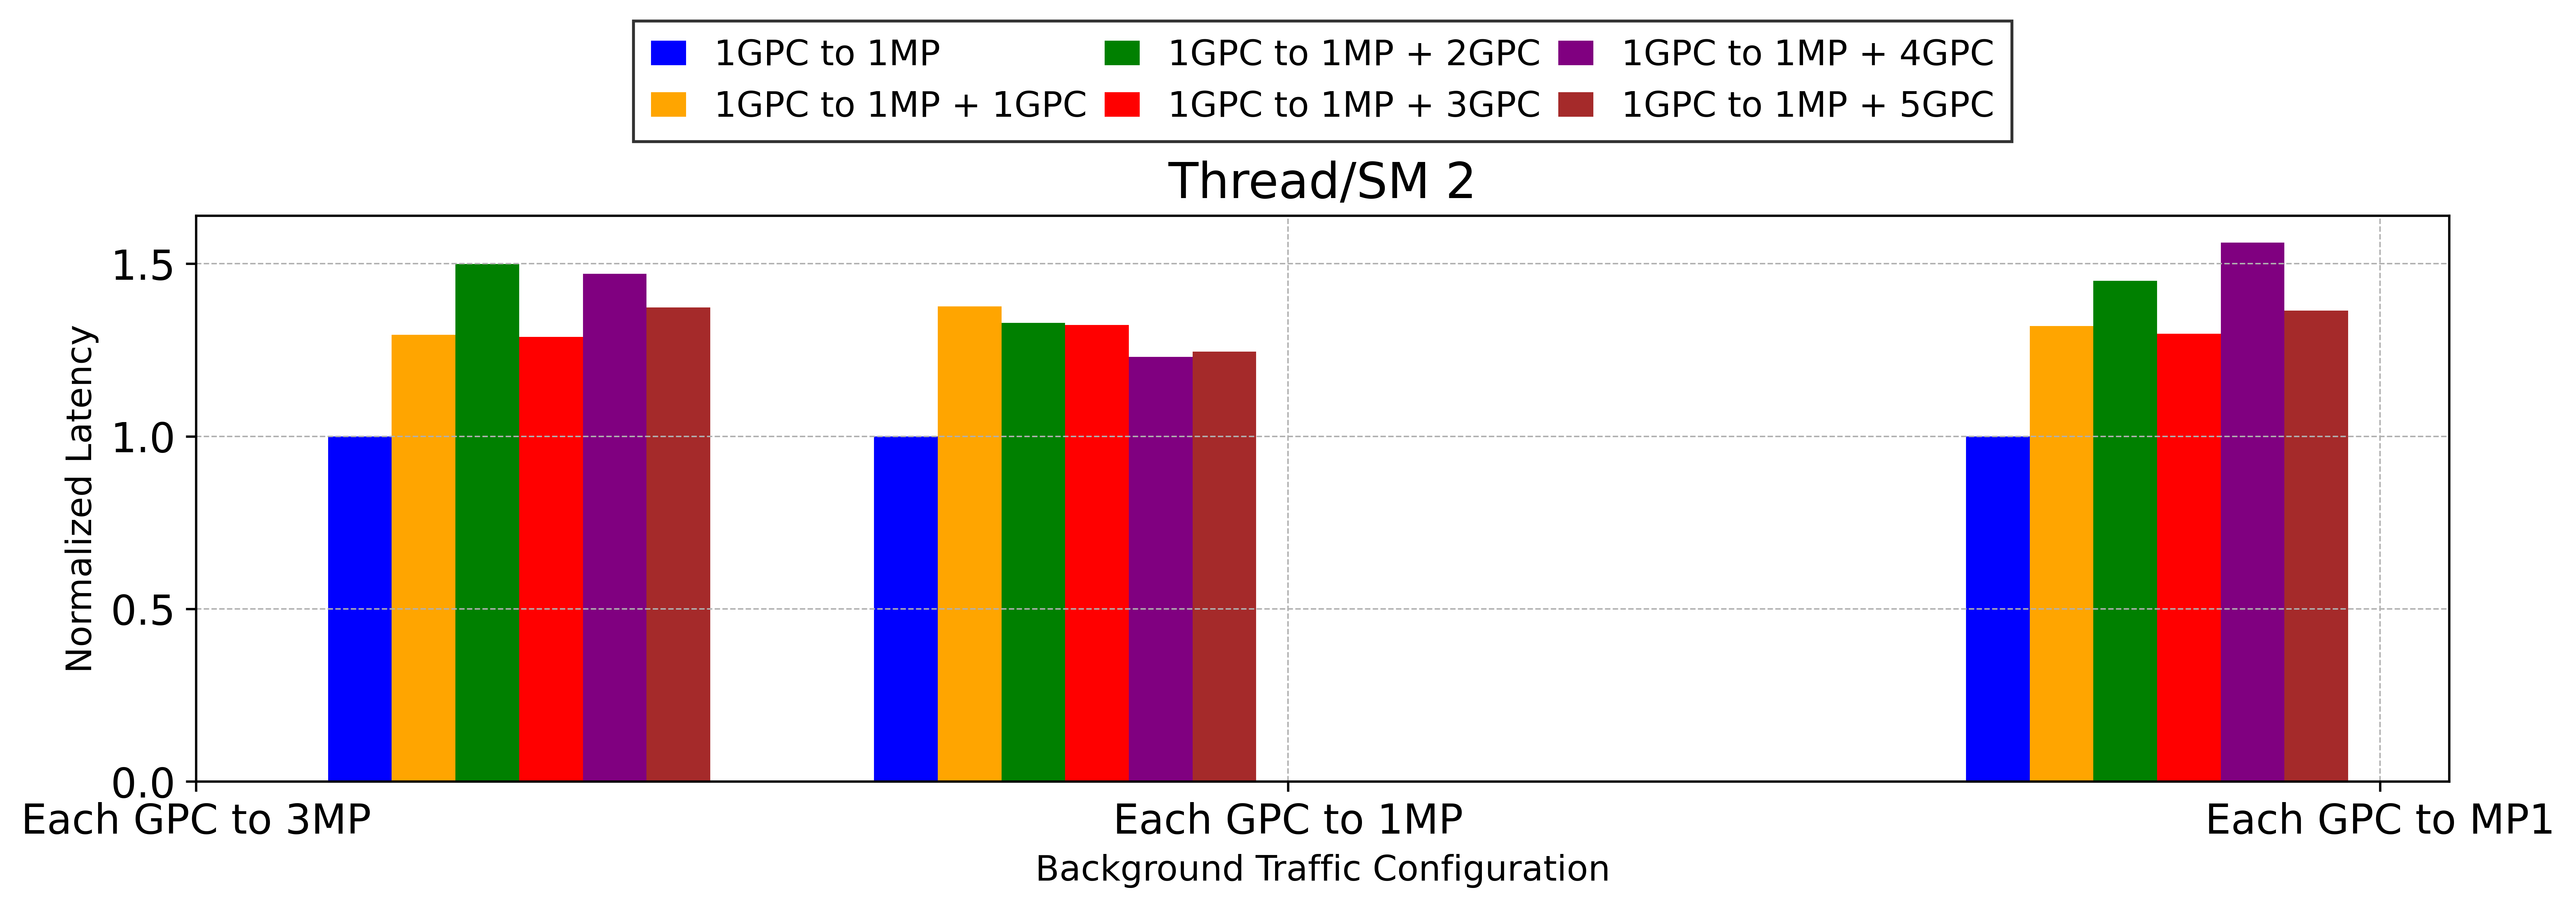 1GPC to 1MP
1GPC to 1MP + 1GPC
1GPC to 1MP + 2GPC
1GPC to 1MP + 3GPC
1GPC to 1MP + 4GPC
1GPC to 1MP + 5GPC
Thread/SM 2
Normalized Latency
1.5
1.0
0.5
0.0
Each GPC to 3MP
Each GPC to 1MP
Each GPC to MP1
Background Traffic Configuration